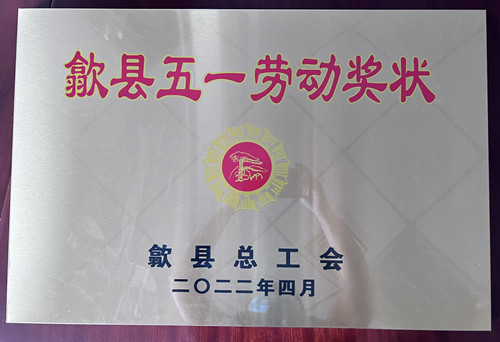 歙县五一劳动奖状
歙县总工会
二〇二二年四月